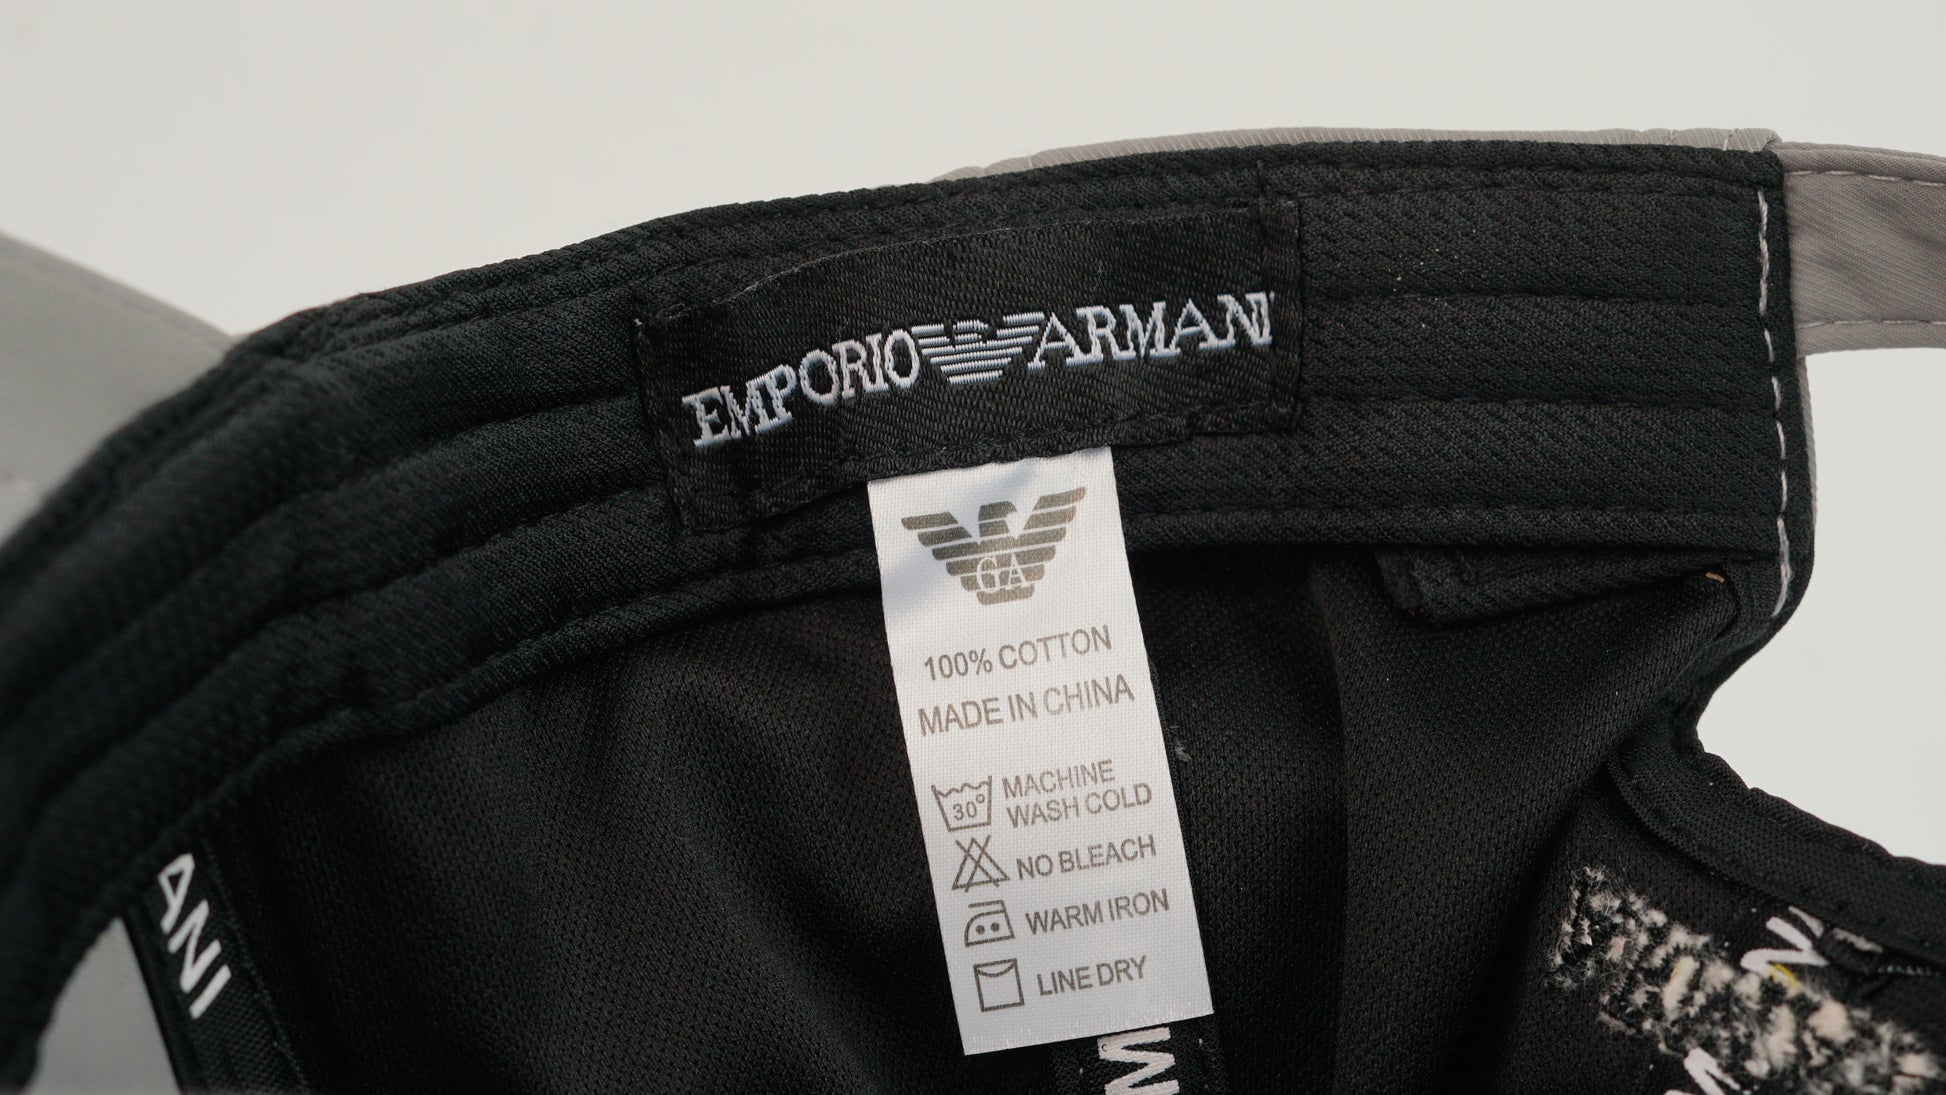 EMPORIO ARMANI
GA
100% COTTON
MADE IN CHINA
30°
MACHINE
WASH COLD
NO BLEACH
WARM IRON
LINE DRY
ANI
M